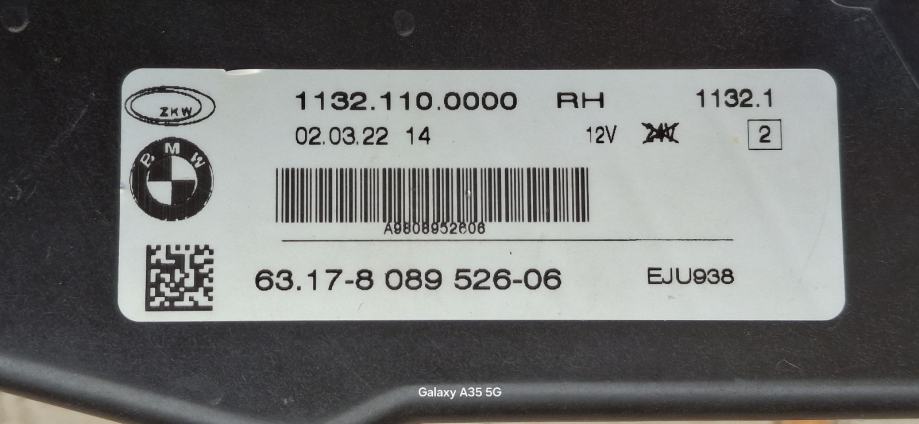 ZKW
1132.110.0000 RH 1132.1
02.03.22 14 12V 24V 2
BMW
A9808952606
63.17-8 089 526-06 EJU938
Galaxy A35 5G